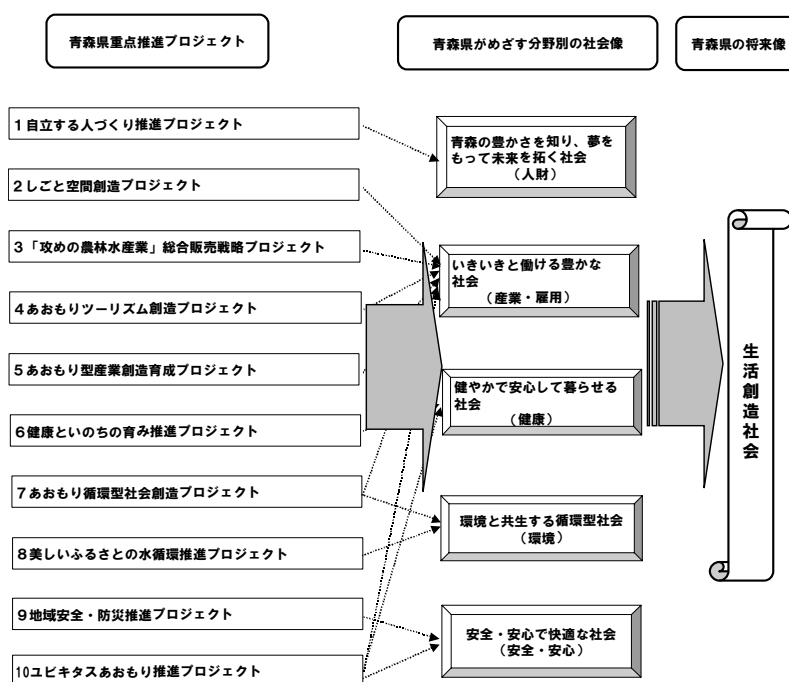 青森県重点推進プロジェクト
青森県がめざす分野別の社会像
青森県の将来像
1自立する人づくり推進プロジェクト
2しごと空間創造プロジェクト
3「攻めの農林水産業」総合販売戦略プロジェクト
4あおもりツーリズム創造プロジェクト
5あおもり型産業創造育成プロジェクト
6健康といのちの育み推進プロジェクト
7あおもり循環型社会創造プロジェクト
8美しいふるさとの水循環推進プロジェクト
9地域安全・防災推進プロジェクト
10ユビキタスあおもり推進プロジェクト
青森の豊かさを知り、夢を
もって未来を拓く社会
（人財）
いきいきと働ける豊かな
社会
（産業・雇用）
健やかで安心して暮らせる
社会
（健康）
環境と共生する循環型社会
（環境）
安全・安心で快適な社会
（安全・安心）
生活創造社会